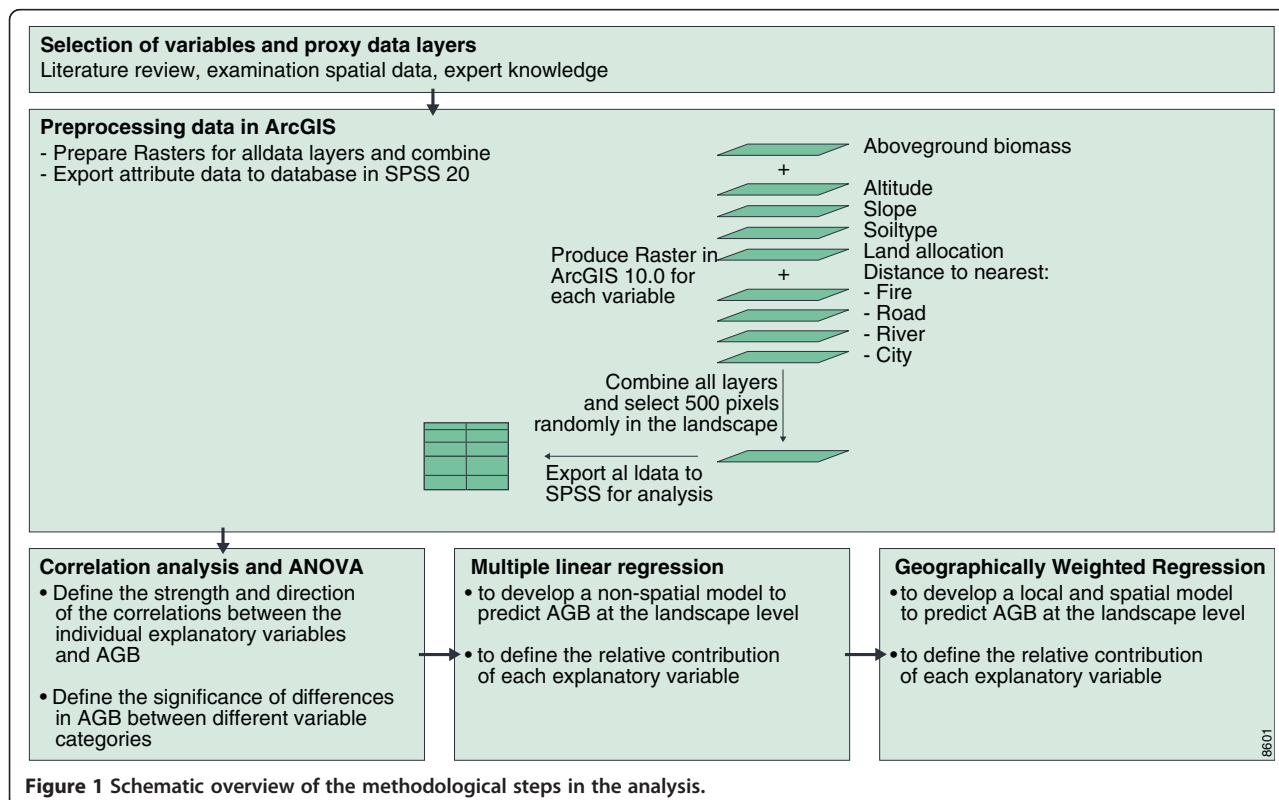 Selection of variables and proxy data layers
Literature review, examination spatial data, expert knowledge
Preprocessing data in ArcGIS
- Prepare Rasters for alldata layers and combine
- Export attribute data to database in SPSS 20
Aboveground biomass
+
Altitude
Slope
Soiltype
Land allocation
Produce Raster in
ArcGIS 10.0 for
each variable
+
Distance to nearest:
- Fire
- Road
- River
- City
Combine all layers
and select 500 pixels
randomly in the landscape
Export al ldata to
SPSS for analysis
Correlation analysis and ANOVA
• Define the strength and direction
of the correlations between the
individual explanatory variables
and AGB
• Define the significance of differences
in AGB between different variable
categories
Multiple linear regression
• to develop a non-spatial model to
predict AGB at the landscape level
• to define the relative contribution
of each explanatory variable
Geographically Weighted Regression
• to develop a local and spatial model
to predict AGB at the landscape level
• to define the relative contribution
of each explanatory variable
8601
Figure 1 Schematic overview of the methodological steps in the analysis.